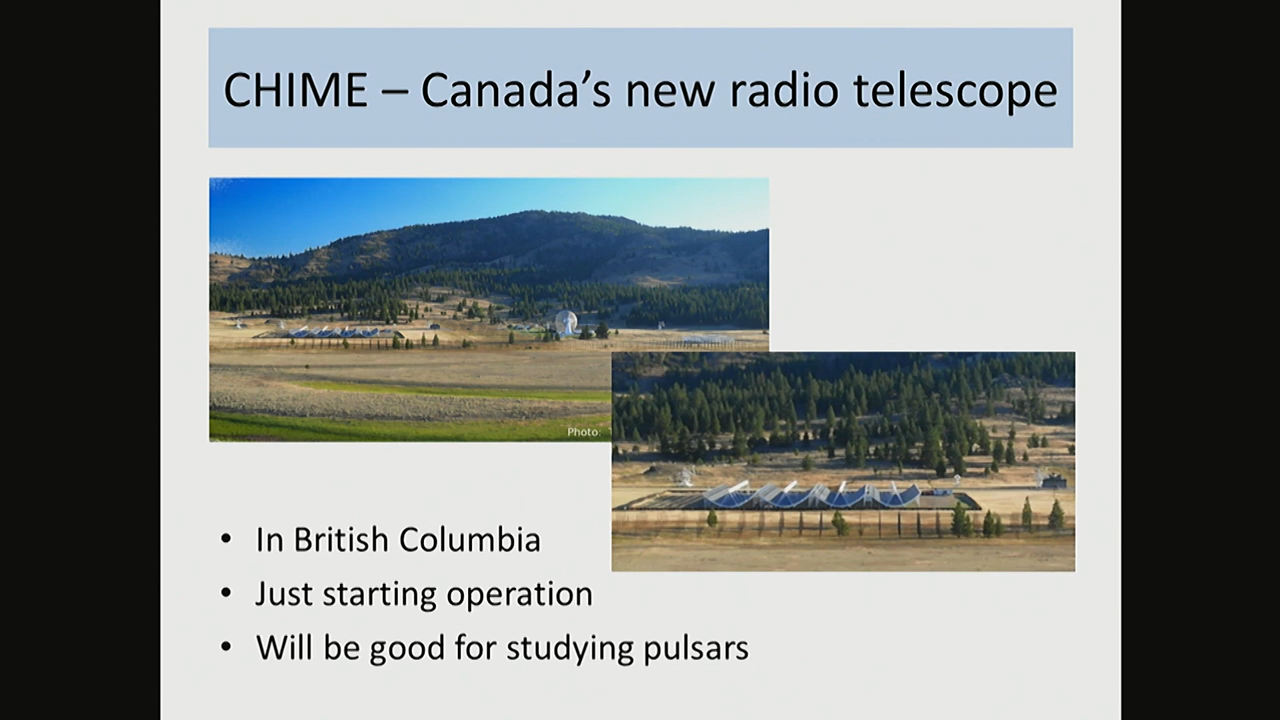 CHIME – Canada’s new radio telescope
Photo:
• In British Columbia
• Just starting operation
• Will be good for studying pulsars